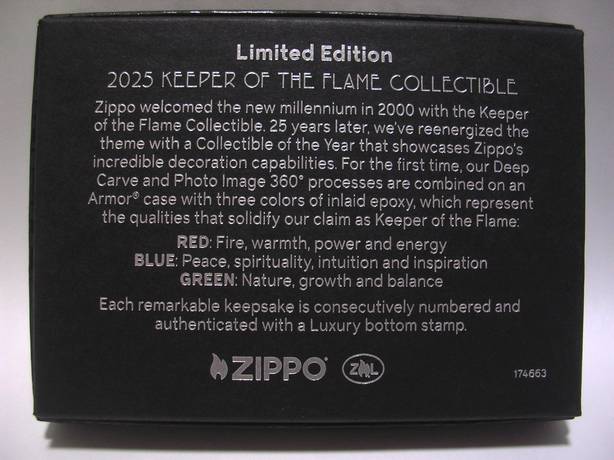 Limited Edition
2025 KEEPER OF THE FLAME COLLECTIBLE
Zippo welcomed the new millennium in 2000 with the Keeper
of the Flame Collectible. 25 years later, we've reenergized the
theme with a Collectible of the Year that showcases Zippo's
incredible decoration capabilities. For the first time, our Deep
Carve and Photo Image 360° processes are combined on an
Armor® case with three colors of inlaid epoxy, which represent
the qualities that solidify our claim as Keeper of the Flame:
RED: Fire, warmth, power and energy
BLUE: Peace, spirituality, intuition and inspiration
GREEN: Nature, growth and balance
Each remarkable keepsake is consecutively numbered and
authenticated with a Luxury bottom stamp.
ZIPPO® ZL 174663